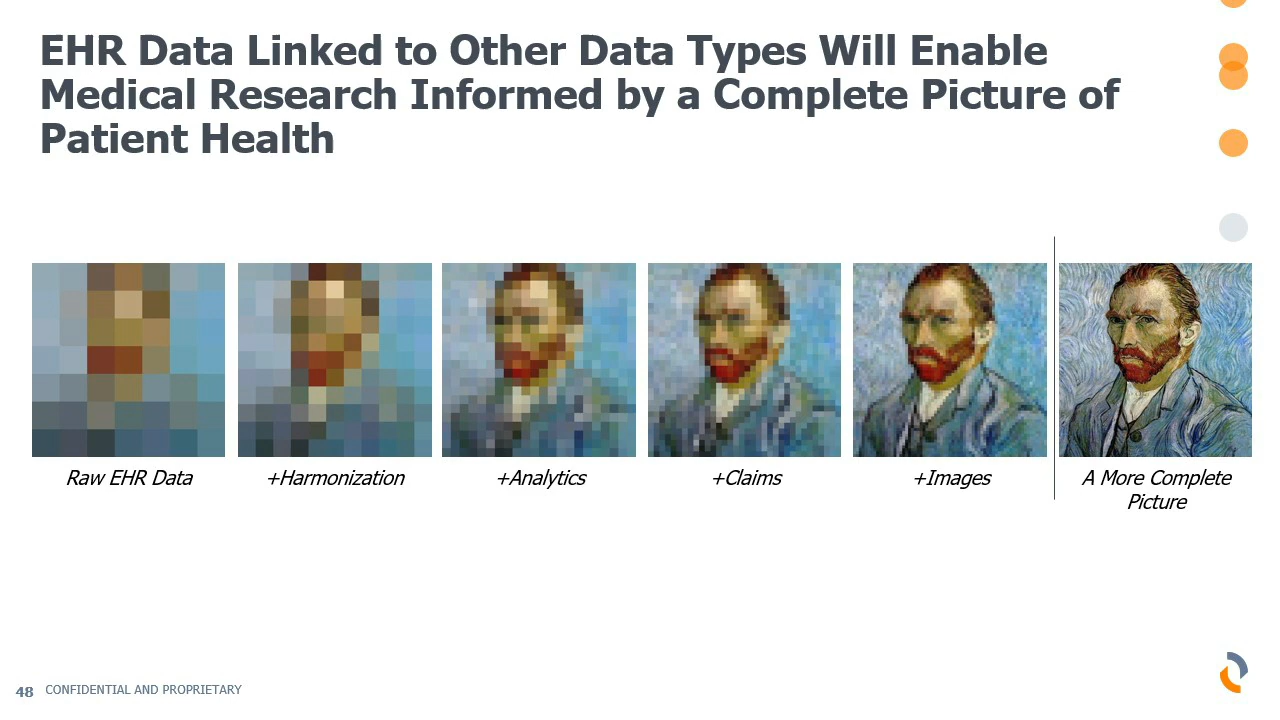 EHR Data Linked to Other Data Types Will Enable
Medical Research Informed by a Complete Picture of
Patient Health
Raw EHR Data
+Harmonization
+Analytics
+Claims
+Images
A More Complete
Picture
48 CONFIDENTIAL AND PROPRIETARY